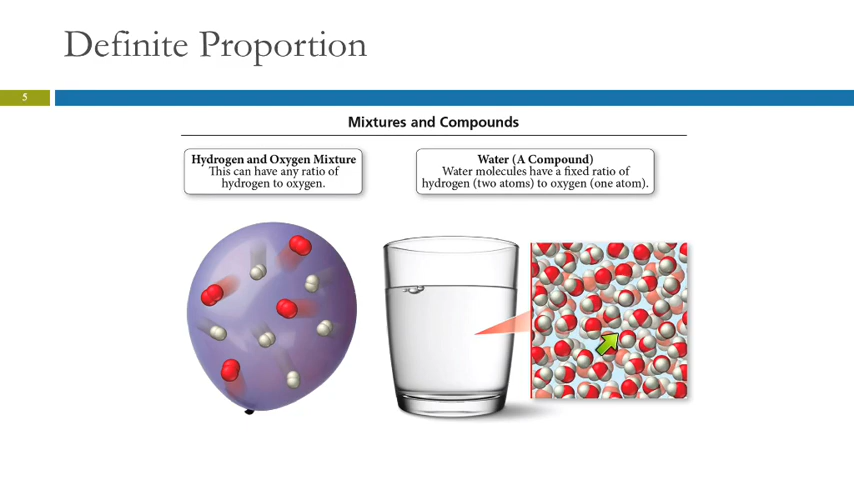 Definite Proportion
5
Mixtures and Compounds
Hydrogen and Oxygen Mixture
This can have any ratio of
hydrogen to oxygen.
Water (A Compound)
Water molecules have a fixed ratio of
hydrogen (two atoms) to oxygen (one atom).